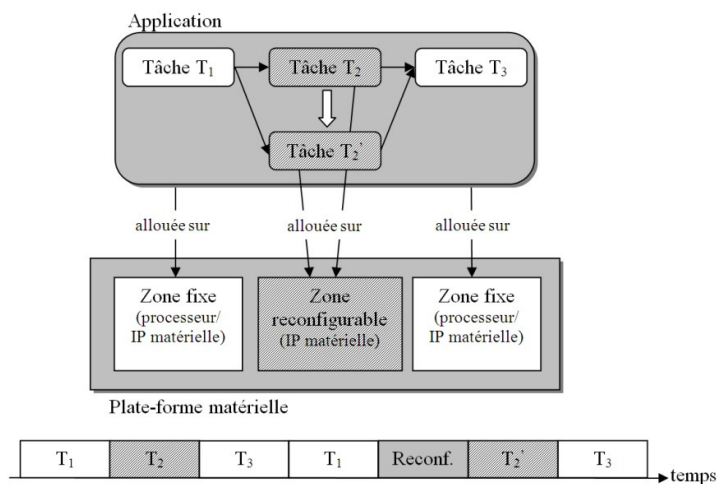 Application
Tâche T₁
Tâche T₂
Tâche T₃
Tâche T₂'
allouée sur
allouée sur
allouée sur
Zone fixe
(processeur/
IP matérielle)
Zone
reconfigurable
(IP matérielle)
Zone fixe
(processeur/
IP matérielle)
Plate-forme matérielle
T₁
T₂
T₃
T₁
Reconf.
T₂'
T₃
temps